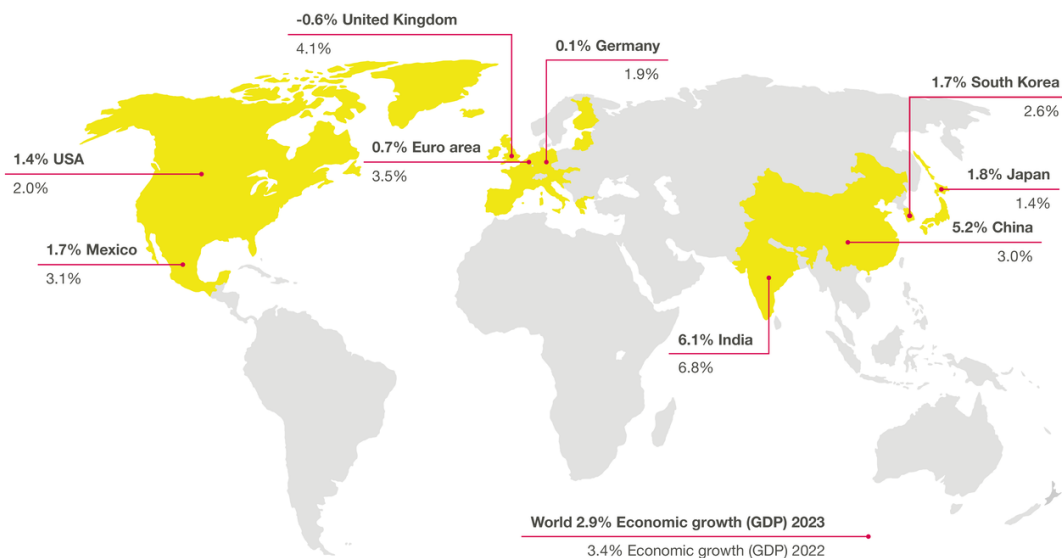 -0.6% United Kingdom
4.1%
0.1% Germany
1.9%
1.7% South Korea
2.6%
0.7% Euro area
3.5%
1.4% USA
2.0%
1.8% Japan
1.4%
5.2% China
3.0%
1.7% Mexico
3.1%
6.1% India
6.8%
World 2.9% Economic growth (GDP) 2023
3.4% Economic growth (GDP) 2022